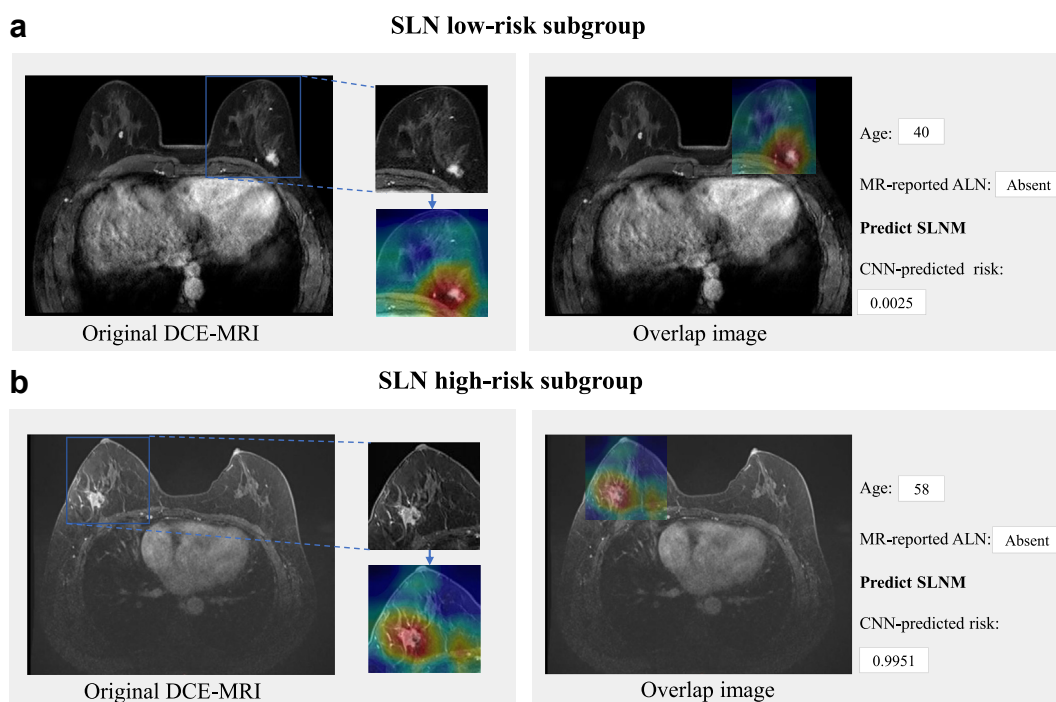 a
SLN low-risk subgroup
Age: 40
MR-reported ALN: Absent
Predict SLNM
CNN-predicted risk:
0.0025
Original DCE-MRI
Overlap image
b
SLN high-risk subgroup
Age: 58
MR-reported ALN: Absent
Predict SLNM
CNN-predicted risk:
0.9951
Original DCE-MRI
Overlap image